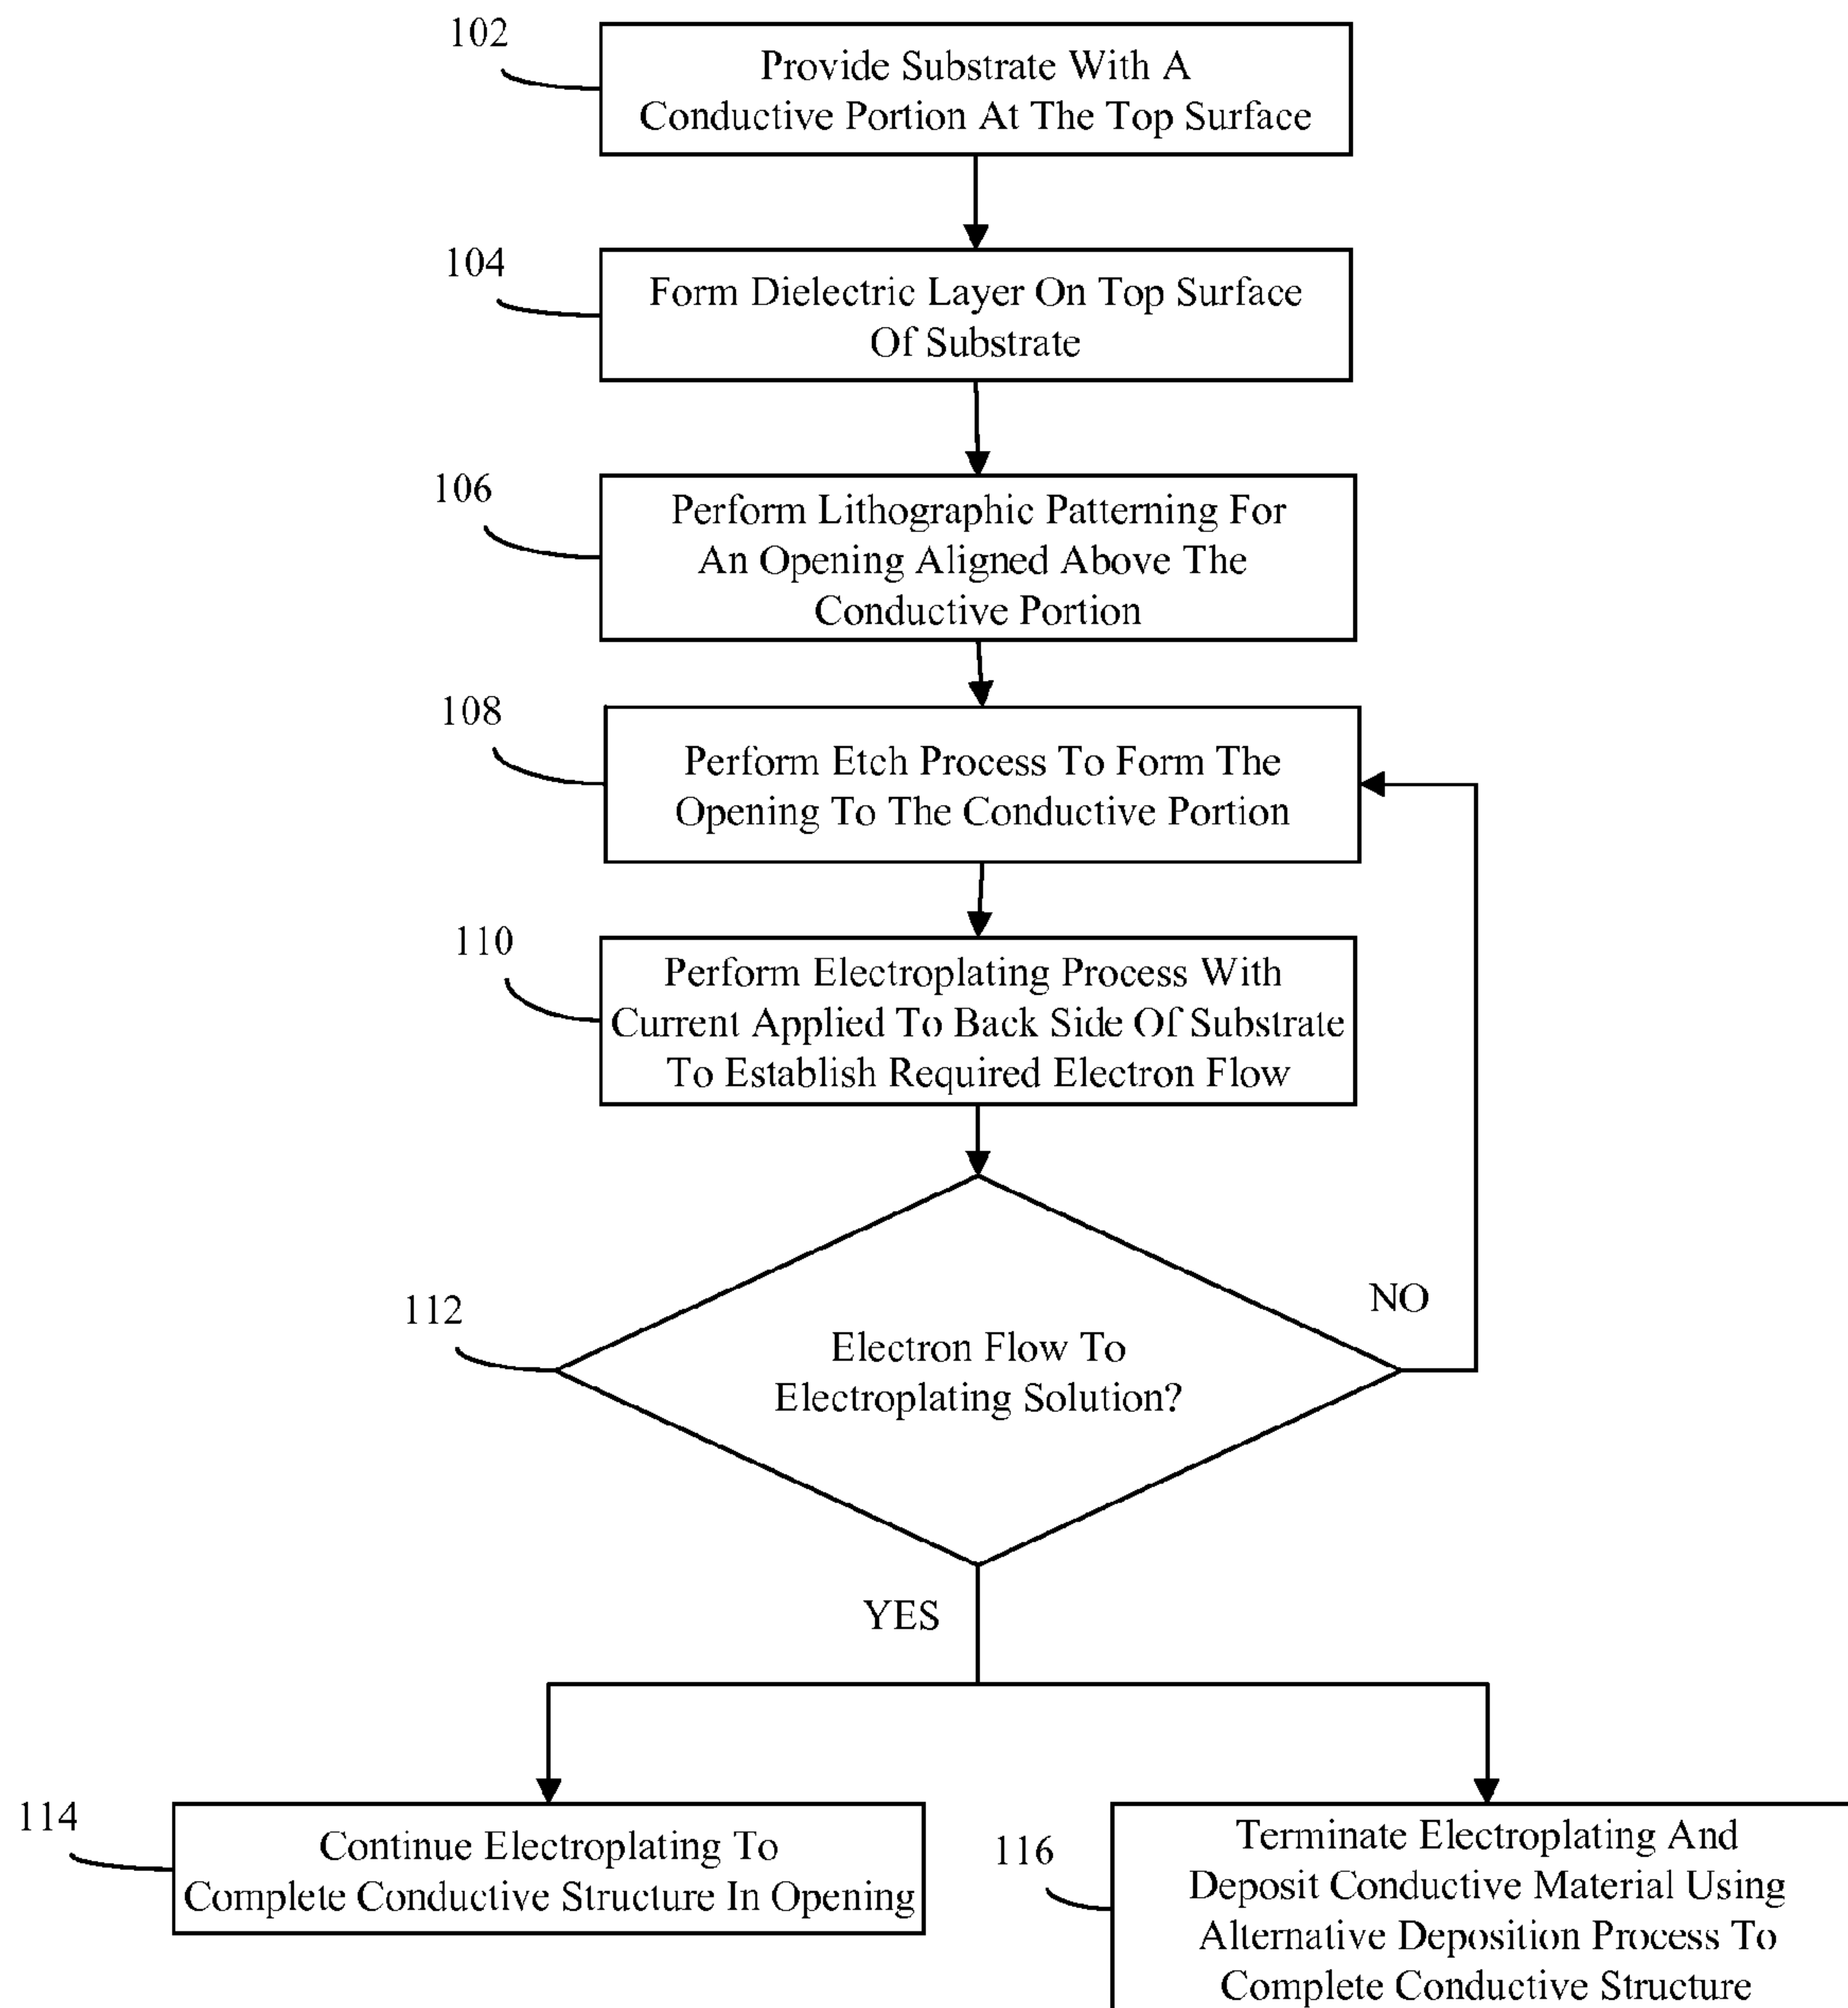 102
Provide Substrate With A
Conductive Portion At The Top Surface
104
Form Dielectric Layer On Top Surface
Of Substrate
106
Perform Lithographic Patterning For
An Opening Aligned Above The
Conductive Portion
108
Perform Etch Process To Form The
Opening To The Conductive Portion
110
Perform Electroplating Process With
Current Applied To Back Side Of Substrate
To Establish Required Electron Flow
112
Electron Flow To
Electroplating Solution?
NO
YES
114
Continue Electroplating To
Complete Conductive Structure In Opening
116
Terminate Electroplating And
Deposit Conductive Material Using
Alternative Deposition Process To
Complete Conductive Structure